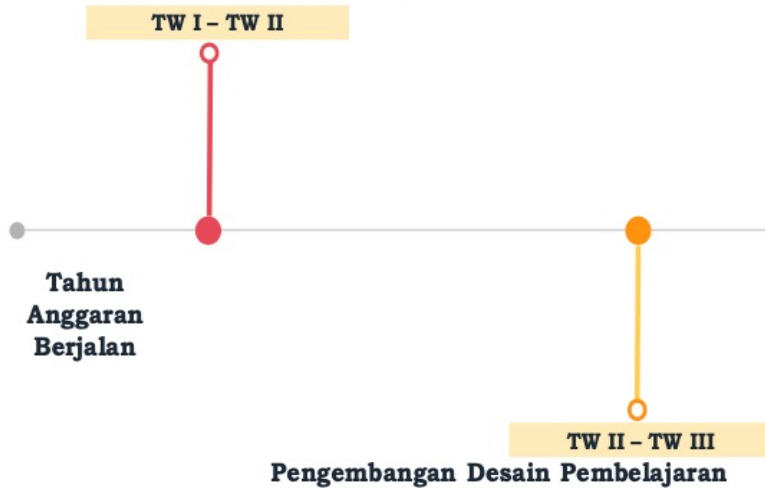 TW I – TW II
Tahun
Anggaran
Berjalan
TW II – TW III
Pengembangan Desain Pembelajaran